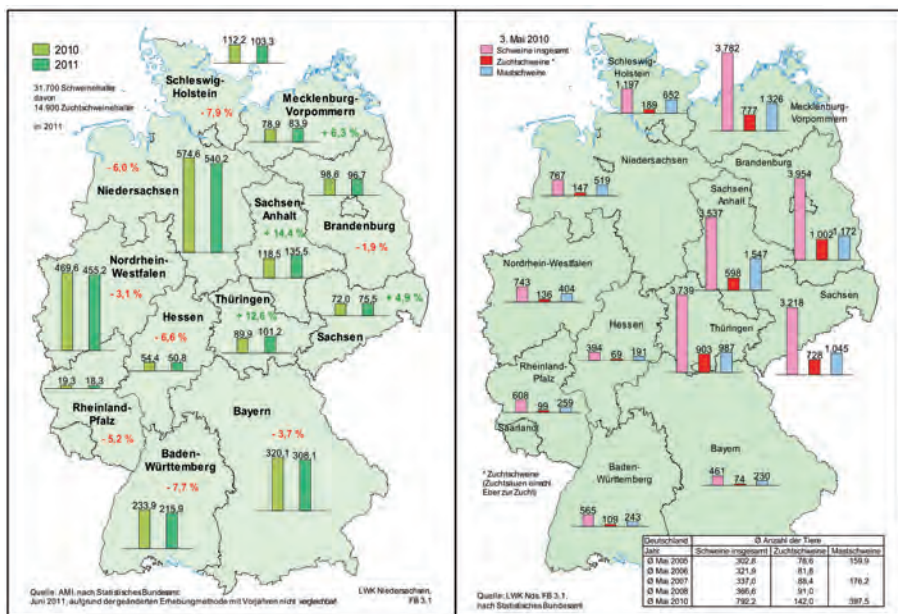 2010
2011
31.700 Schweinehalter
davon
14.900 Zuchtschweinehalter
in 2011
112,2 103,3
Schleswig-
Holstein
- 7,9 %
Mecklenburg-
Vorpommern
78,9 83,9
+ 6,3 %
- 6,0 %
Niedersachsen
574,6 540,2
98,6 96,7
Brandenburg
- 1,9 %
Sachsen-
Anhalt
+ 14,4 %
118,5 135,5
469,6 455,2
Nordrhein-
Westfalen
- 3,1 %
Hessen
- 6,6 %
54,4 50,8
Thüringen
+ 12,6 %
89,9 101,2
72,0 75,5
+ 4,9 %
Sachsen
19,3 18,3
Rheinland-
Pfalz
- 5,2 %
Bayern
- 3,7 %
320,1 308,1
Baden-
Württemberg
- 7,7 %
233,9 215,9
Quelle: AMI, nach Statistisches Bundesamt
Juni 2011; aufgrund der geänderten Erhebungsmethode mit Vorjahren nicht vergleichbar.
LWK Niedersachsen,
FB 3.1
3. Mai 2010
Schweine insgesamt
Zuchtschweine *
Mastschweine
Schleswig-
Holstein
1.197
189 652
3.782
777 1.326
Mecklenburg-
Vorpommern
Niedersachsen
767 147 519
Brandenburg
3.954
1.002 1.172
Sachsen-
Anhalt
3.537
598 1.547
Nordrhein-Westfalen
743 136 404
Hessen
394 69 191
3.739
Thüringen
903 987
Sachsen
3.218
728 1.045
Rheinland-
Pfalz
608 99 259
Saarland
Bayern
461 74 230
Baden-
Württemberg
565 109 243
* Zuchtschweine
(Zuchtsauen einschl.
Eber zur Zucht)
Deutschland Ø Anzahl der Tiere
Jahr Schweine insgesamt Zuchtschweine Mastschweine
Ø Mai 2005 302,8 76,6 159,9
Ø Mai 2006 321,9 81,8
Ø Mai 2007 337,0 88,4 176,2
Ø Mai 2008 366,6 91,0
Ø Mai 2010 792,2 142,0 397,5
Quelle: LWK Nds. FB 3.1,
nach Statistisches Bundesamt